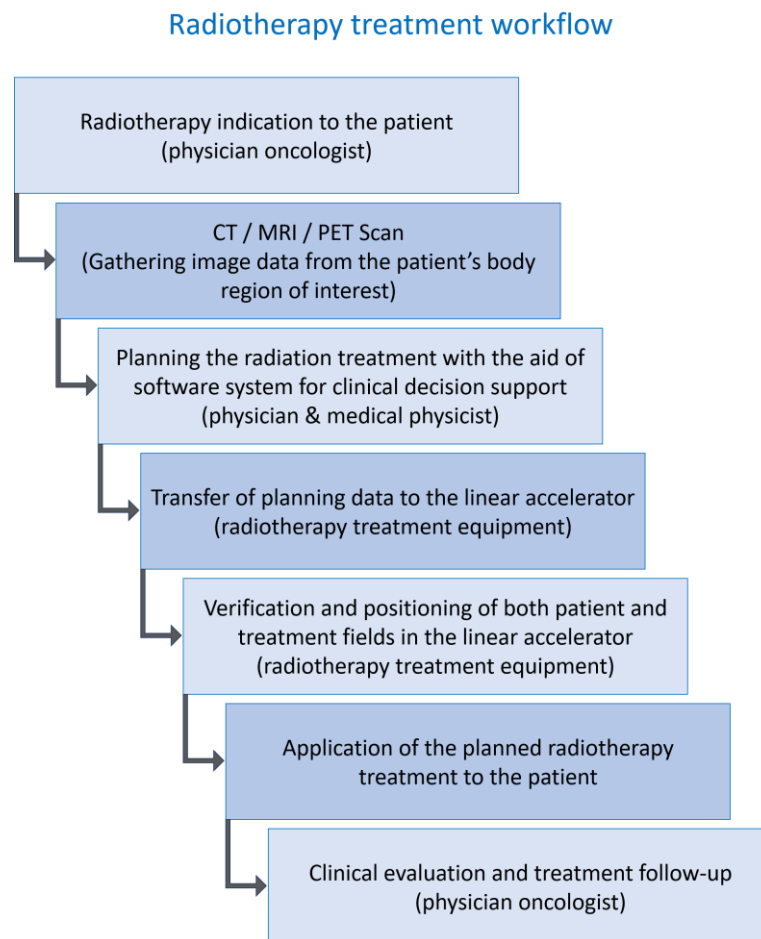 Radiotherapy treatment workflow
Radiotherapy indication to the patient
(physician oncologist)
CT / MRI / PET Scan
(Gathering image data from the patient's body
region of interest)
Planning the radiation treatment with the aid of
software system for clinical decision support
(physician & medical physicist)
Transfer of planning data to the linear accelerator
(radiotherapy treatment equipment)
Verification and positioning of both patient and
treatment fields in the linear accelerator
(radiotherapy treatment equipment)
Application of the planned radiotherapy
treatment to the patient
Clinical evaluation and treatment follow-up
(physician oncologist)